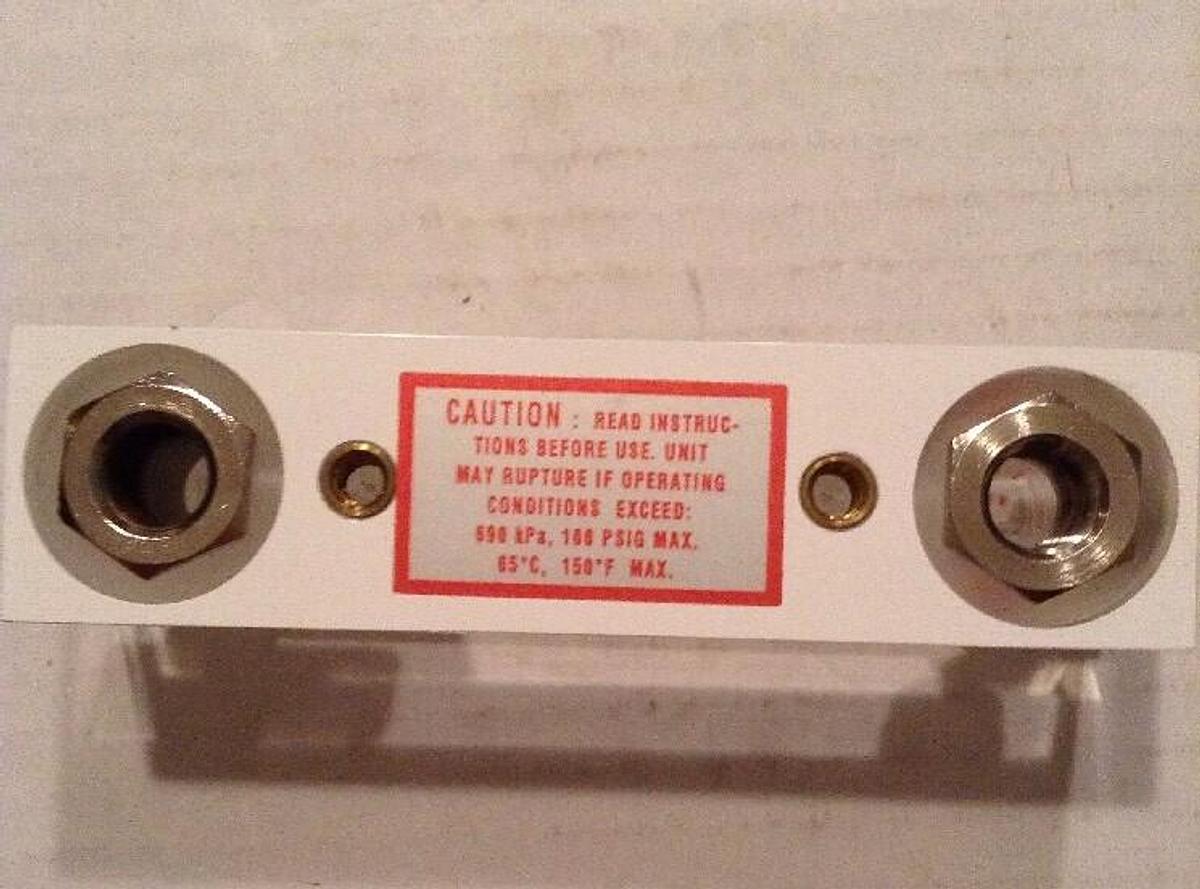 CAUTION : READ INSTRUC-
TIONS BEFORE USE. UNIT
MAY RUPTURE IF OPERATING
CONDITIONS EXCEED:
690 kPa, 100 PSIG MAX.
65°C, 150°F MAX.